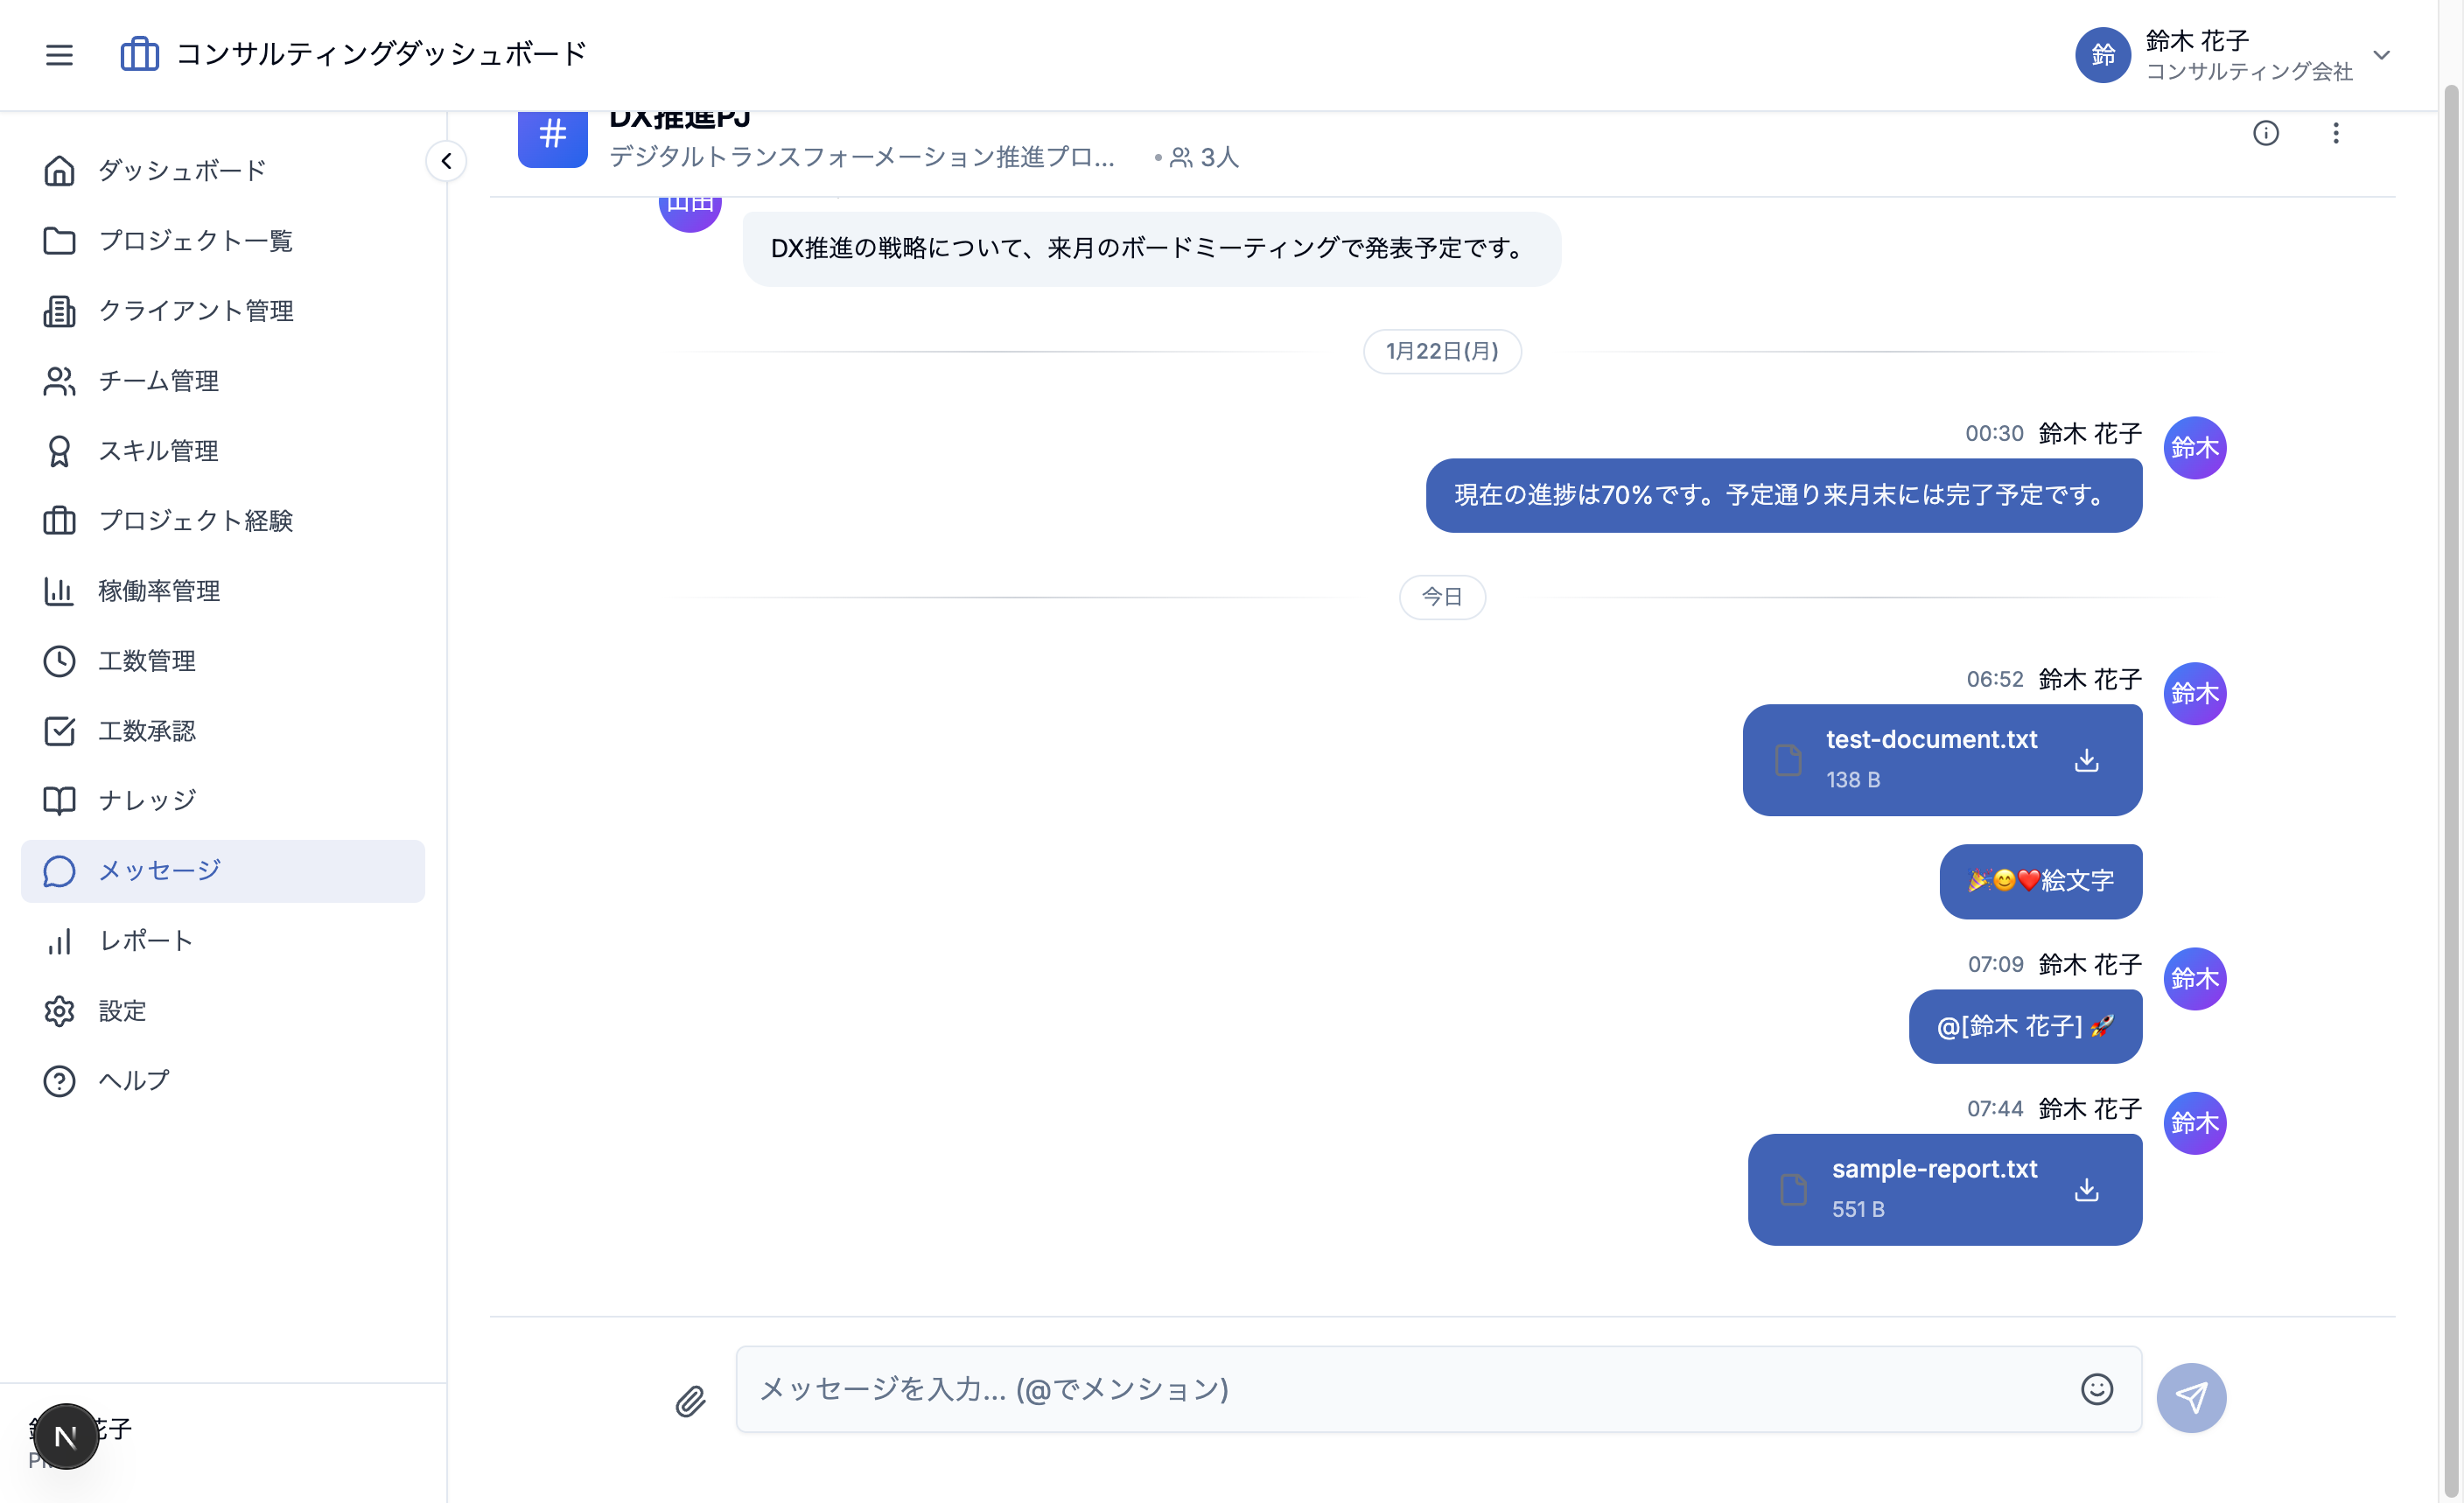 コンサルティングダッシュボード
鈴
鈴木 花子
コンサルティング会社
ダッシュボード
プロジェクト一覧
クライアント管理
チーム管理
スキル管理
プロジェクト経験
稼働率管理
工数管理
工数承認
ナレッジ
メッセージ
レポート
設定
ヘルプ
花子
N
#
DX推進PJ
デジタルトランスフォーメーション推進プロ... • 3人
山田
DX推進の戦略について、来月のボードミーティングで発表予定です。
1月22日(月)
00:30 鈴木 花子
鈴木
現在の進捗は70%です。予定通り来月末には完了予定です。
今日
06:52 鈴木 花子
鈴木
test-document.txt
138 B
🎉😊❤️絵文字
07:09 鈴木 花子
鈴木
@[鈴木 花子] 🚀
07:44 鈴木 花子
鈴木
sample-report.txt
551 B
メッセージを入力... (@でメンション)